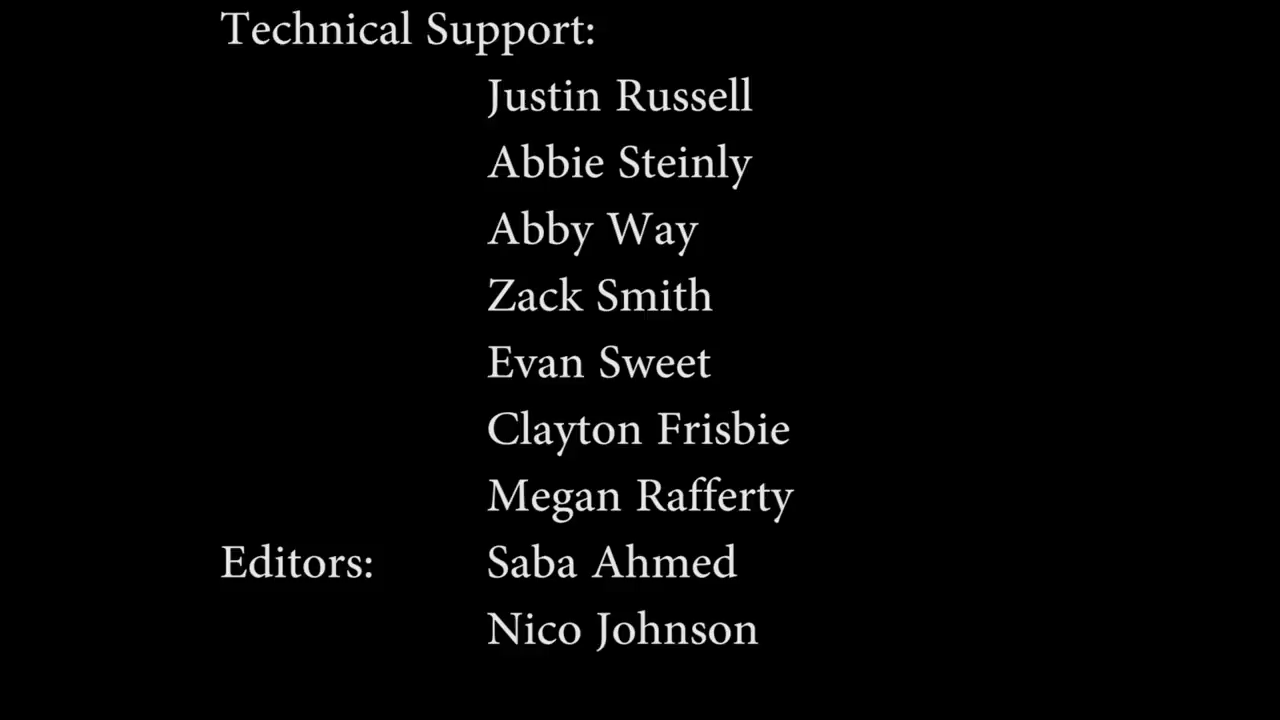 Technical Support:
Justin Russell
Abbie Steinly
Abby Way
Zack Smith
Evan Sweet
Clayton Frisbie
Megan Rafferty
Editors: Saba Ahmed
Nico Johnson